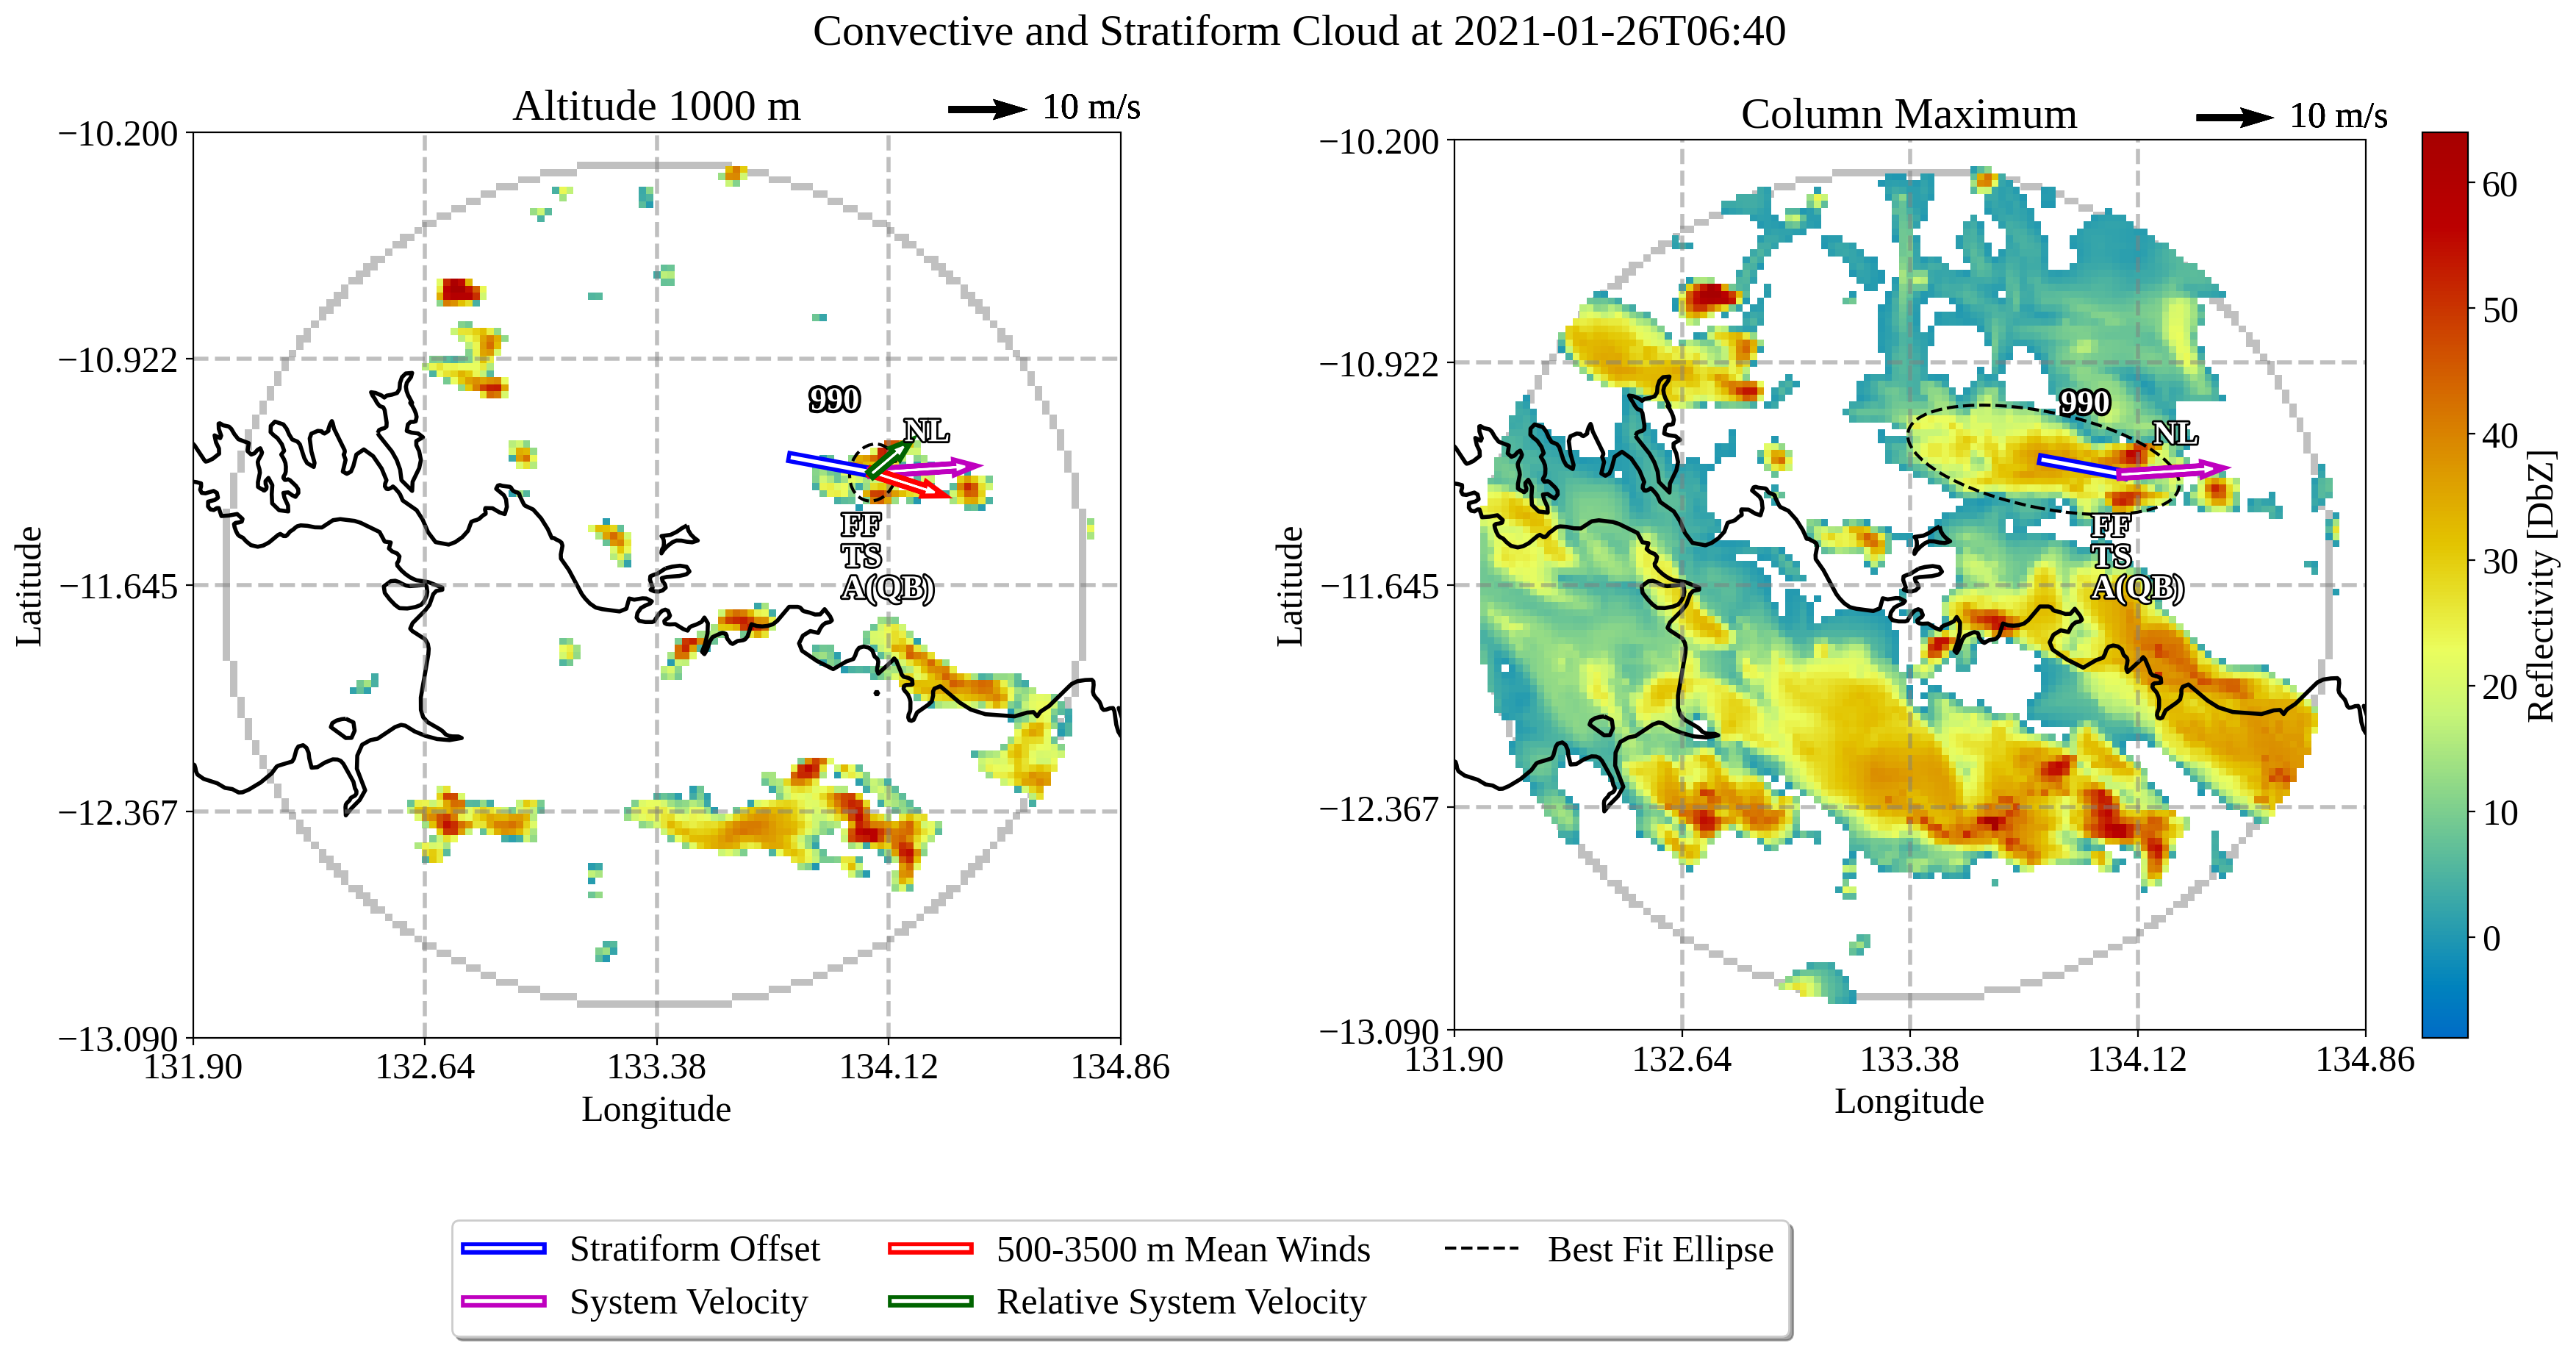 Convective and Stratiform Cloud at 2021-01-26T06:40
Altitude 1000 m
10 m/s
−10.200
−10.922
−11.645
−12.367
−13.090
131.90
132.64
133.38
134.12
134.86
Latitude
Longitude
990
NL
FF
TS
A(QB)
Column Maximum
10 m/s
−10.200
−10.922
−11.645
−12.367
−13.090
131.90
132.64
133.38
134.12
134.86
Latitude
Longitude
990
NL
FF
TS
A(QB)
60
50
40
30
20
10
0
Reflectivity [DbZ]
Stratiform Offset
System Velocity
500-3500 m Mean Winds
Relative System Velocity
Best Fit Ellipse